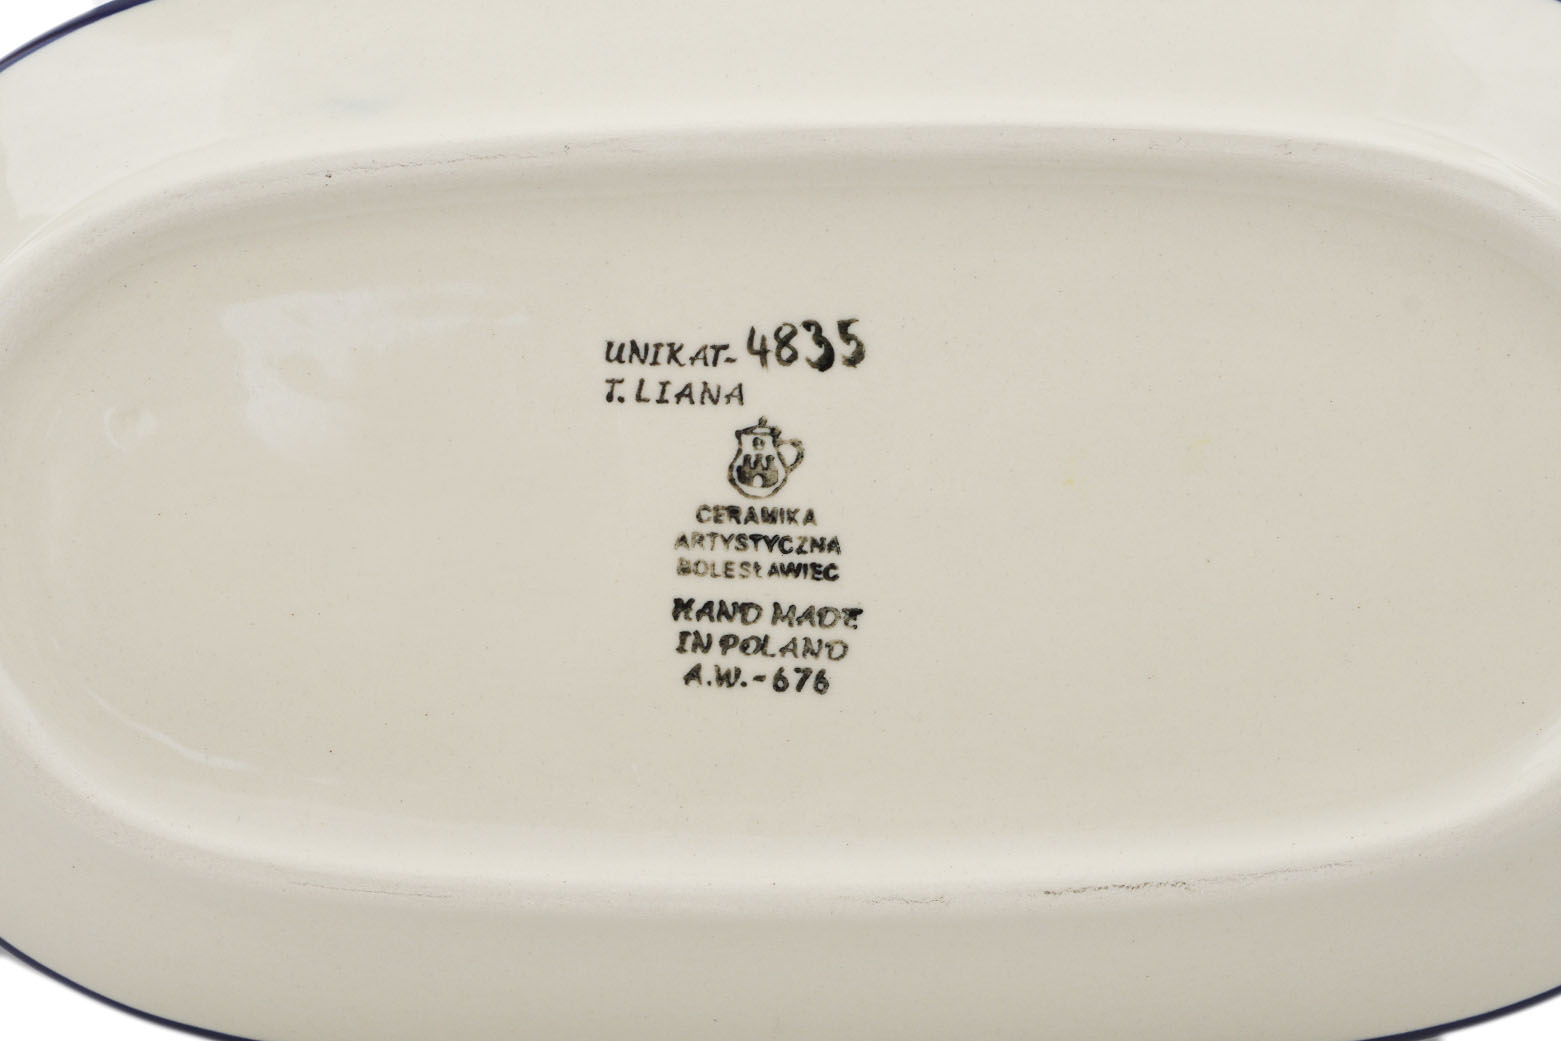 UNIKAT-4835
T. LIANA
CERAMIKA
ARTYSTYCZNA
BOLESŁAWIEC
HAND MADE
IN POLAND
A.W.-676